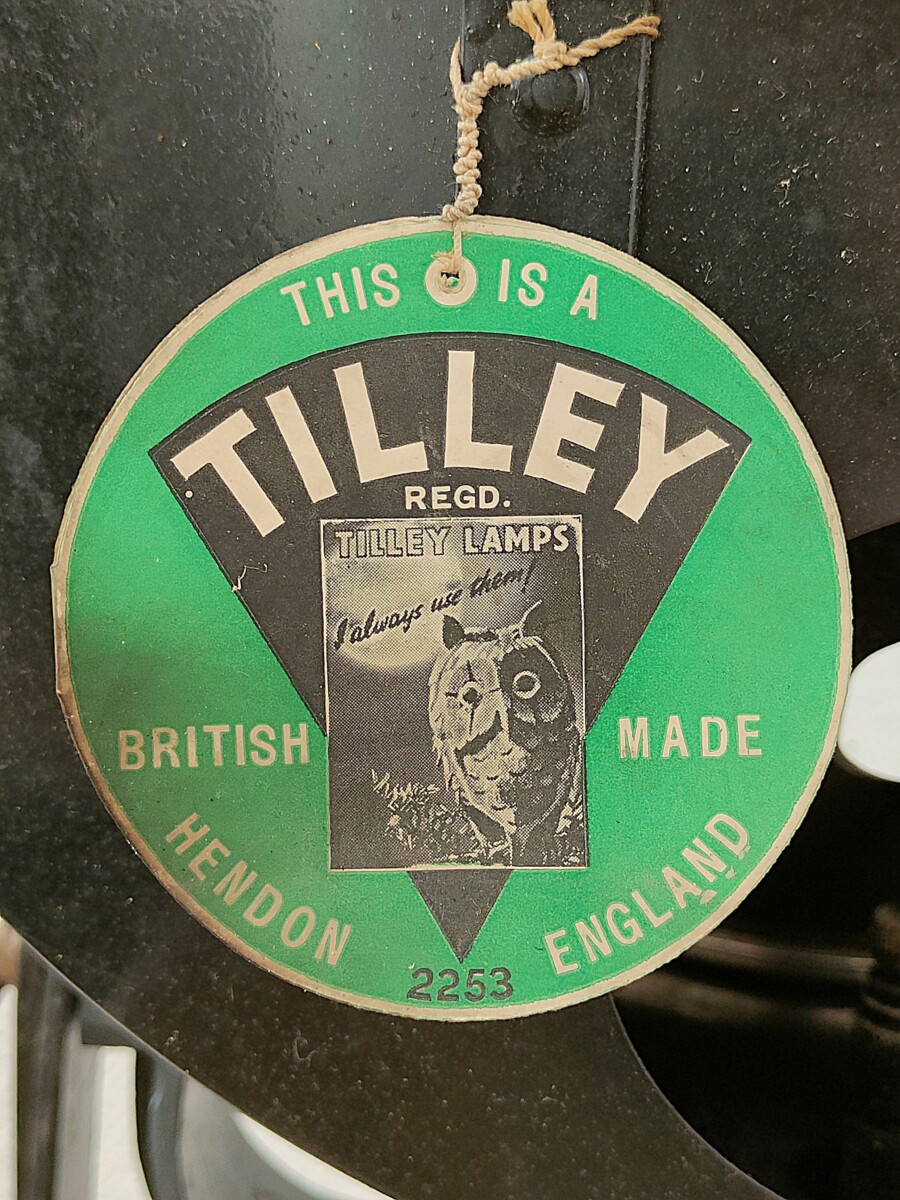 THIS IS A
TILLEY
REGD.
TILLEY LAMPS
I always use them!
BRITISH MADE
HENDON ENGLAND
2253